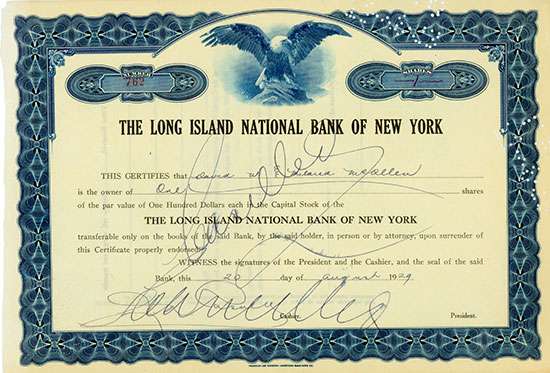 NUMBER
SHARES
1
THE LONG ISLAND NATIONAL BANK OF NEW YORK
THIS CERTIFIES that David W.
is the owner of One shares
of the par value of One Hundred Dollars each in the Capital Stock of the
THE LONG ISLAND NATIONAL BANK OF NEW YORK
transferable only on the books of the said Bank, by the said holder, in person or by attorney, upon surrender of
this Certificate properly endorsed.
WITNESS the signatures of the President and the Cashier, and the seal of the said
Bank, this 20 day of August 1929
Cashier. President.